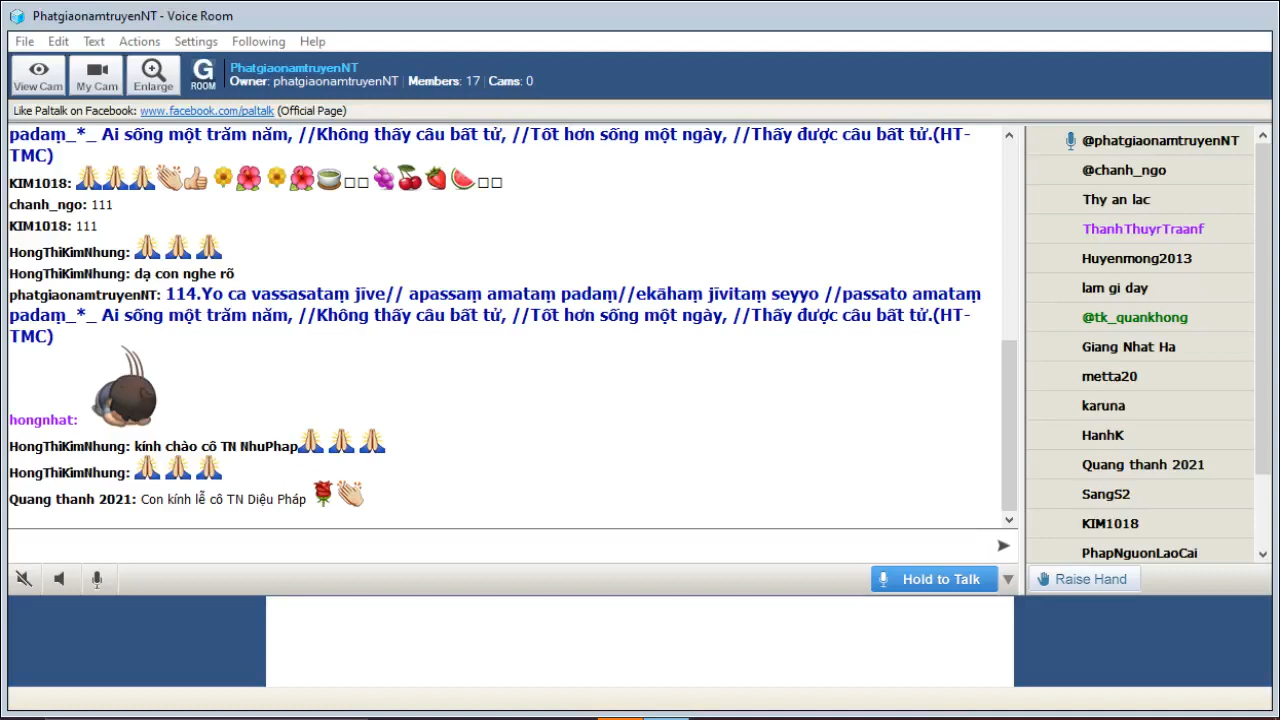 PhatgiaonamtruyenNT - Voice Room
File Edit Text Actions Settings Following Help
View Cam My Cam Enlarge G ROOM
PhatgiaonamtruyenNT
Owner: phatgiaonamtruyenNT | Members: 17 | Cams: 0
Like Paltalk on Facebook: www.facebook.com/paltalk (Official Page)
padaṃ_*_ Ai sống một trăm năm, //Không thấy câu bất tử, //Tốt hơn sống một ngày, //Thấy được câu bất tử.(HT-
TMC)
KIM1018:
chanh_ngo: 111
KIM1018: 111
HongThiKimNhung:
HongThiKimNhung: dạ con nghe rõ
phatgiaonamtruyenNT: 114.Yo ca vassasataṃ jīve// apassaṃ amataṃ padaṃ//ekāhaṃ jīvitaṃ seyyo //passato amataṃ
padaṃ_*_ Ai sống một trăm năm, //Không thấy câu bất tử, //Tốt hơn sống một ngày, //Thấy được câu bất tử.(HT-
TMC)
hongnhat:
HongThiKimNhung: kính chào cô TN NhuPhap
HongThiKimNhung:
Quang thanh 2021: Con kính lễ cô TN Diệu Pháp
Hold to Talk
@phatgiaonamtruyenNT
@chanh_ngo
Thy an lac
ThanhThuyrTraanf
Huyenmong2013
lam gi day
@tk_quankhong
Giang Nhat Ha
metta20
karuna
HanhK
Quang thanh 2021
SangS2
KIM1018
PhapNguonLaoCai
Raise Hand